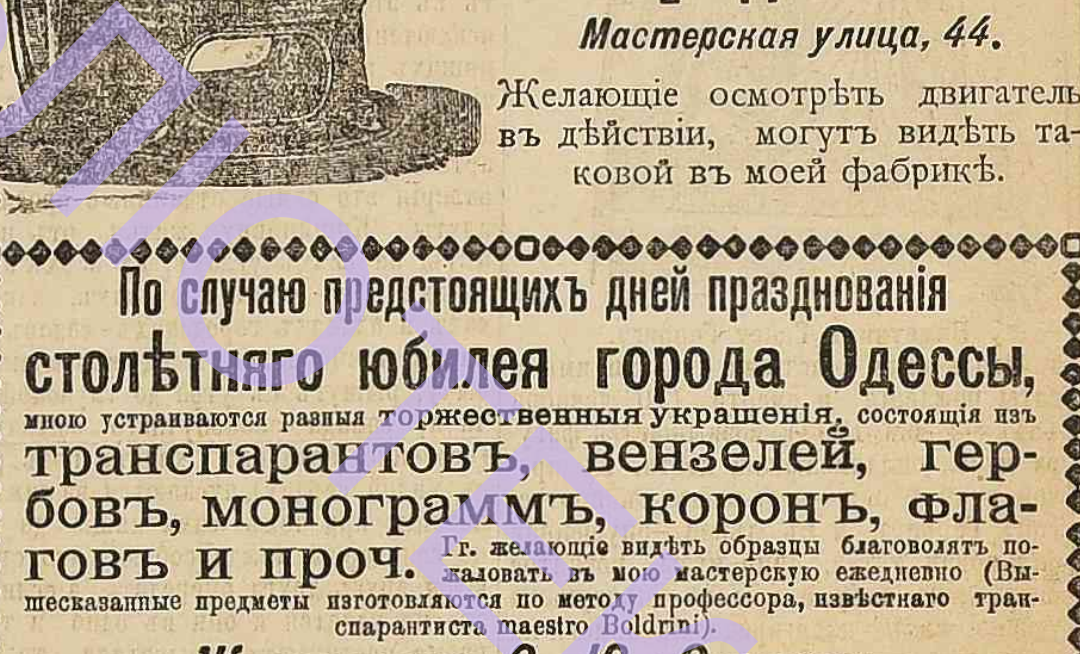 Мастерская улица, 44.
Желающіе осмотрѣть двигатель
въ дѣйствіи, могутъ видѣть та-
ковой въ моей фабрикѣ.
По случаю предстоящихъ дней празднованія
столѣтняго юбилея города Одессы,
мною устраиваются разныя торжественныя украшенія, состоящія изъ
транспарантовъ, вензелей, гер-
бовъ, монограммъ, коронъ, фла-
говъ и проч. Гг. желающіе видѣть образцы благоволятъ по-
жаловать въ мою мастерскую ежедневно (Вы-
шесказанные предметы изготовляются по методу профессора, извѣстнаго тран-
спарантиста maestro Boldrini).